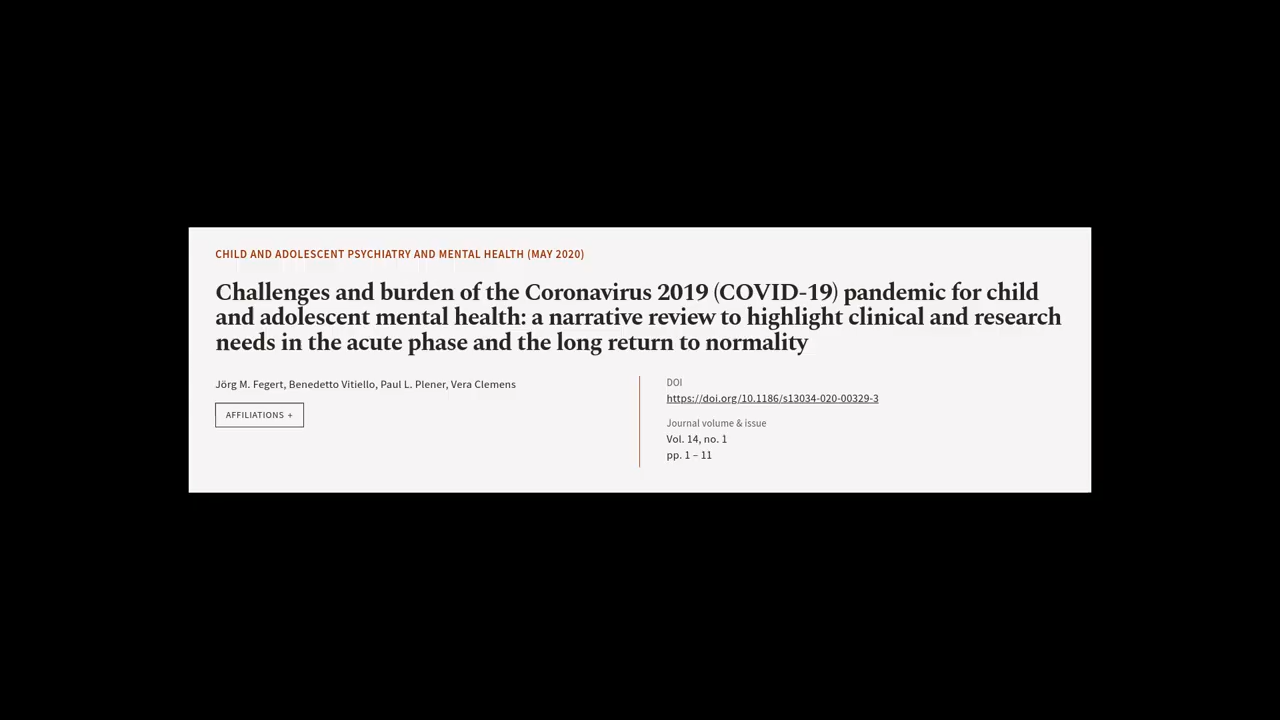 CHILD AND ADOLESCENT PSYCHIATRY AND MENTAL HEALTH (MAY 2020)
Challenges and burden of the Coronavirus 2019 (COVID-19) pandemic for child
and adolescent mental health: a narrative review to highlight clinical and research
needs in the acute phase and the long return to normality
Jörg M. Fegert, Benedetto Vitiello, Paul L. Plener, Vera Clemens
AFFILIATIONS +
DOI
https://doi.org/10.1186/s13034-020-00329-3
Journal volume & issue
Vol. 14, no. 1
pp. 1 – 11